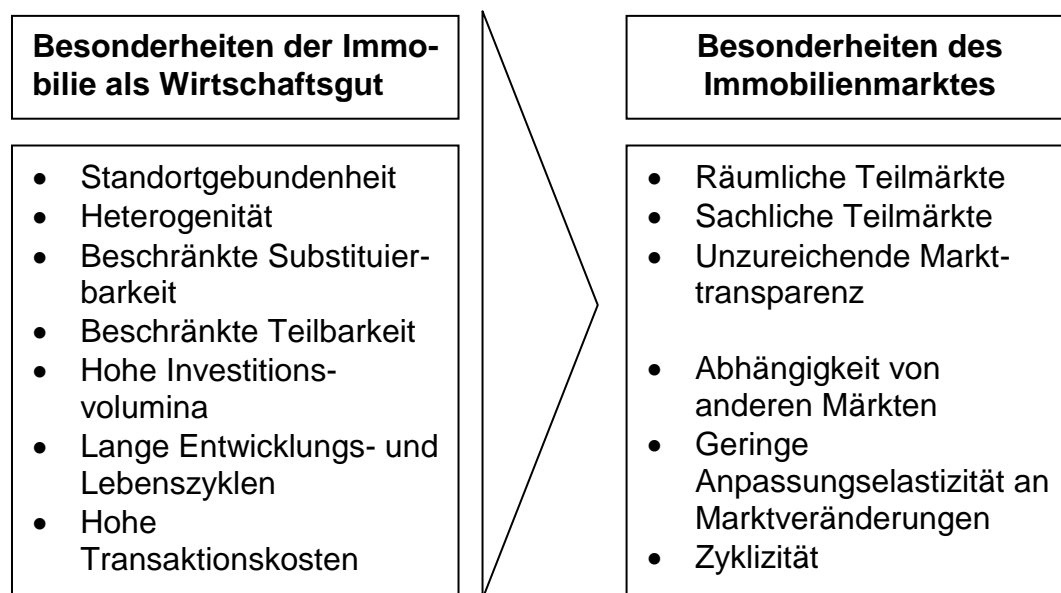 Besonderheiten der Immo-
bilie als Wirtschaftsgut
• Standortgebundenheit
• Heterogenität
• Beschränkte Substituier-
barkeit
• Beschränkte Teilbarkeit
• Hohe Investitions-
volumina
• Lange Entwicklungs- und
Lebenszyklen
• Hohe
Transaktionskosten
Besonderheiten des
Immobilienmarktes
• Räumliche Teilmärkte
• Sachliche Teilmärkte
• Unzureichende Markt-
transparenz
• Abhängigkeit von
anderen Märkten
• Geringe
Anpassungselastizität an
Marktveränderungen
• Zyklizität